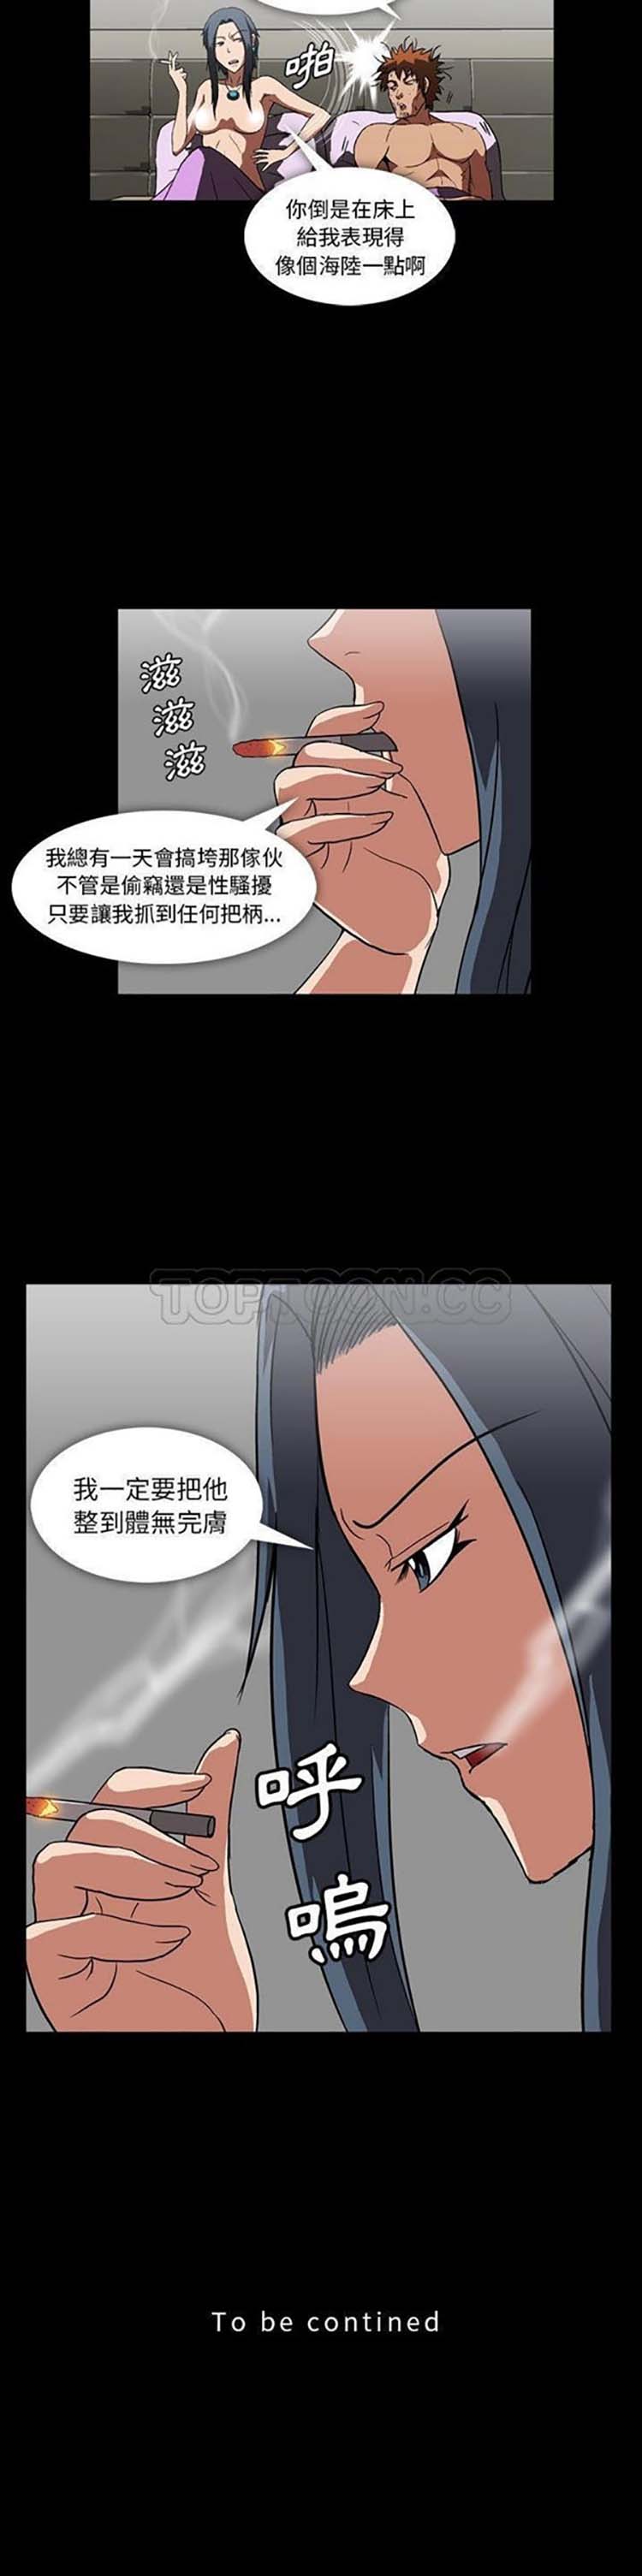 啪
你倒是在床上
給我表現得
像個海陸一點啊
滋
滋
滋
我總有一天會搞垮那傢伙
不管是偷竊還是性騷擾
只要讓我抓到任何把柄...
TOPTOON.CC
我一定要把他
整到體無完膚
呼
嗚
To be contined